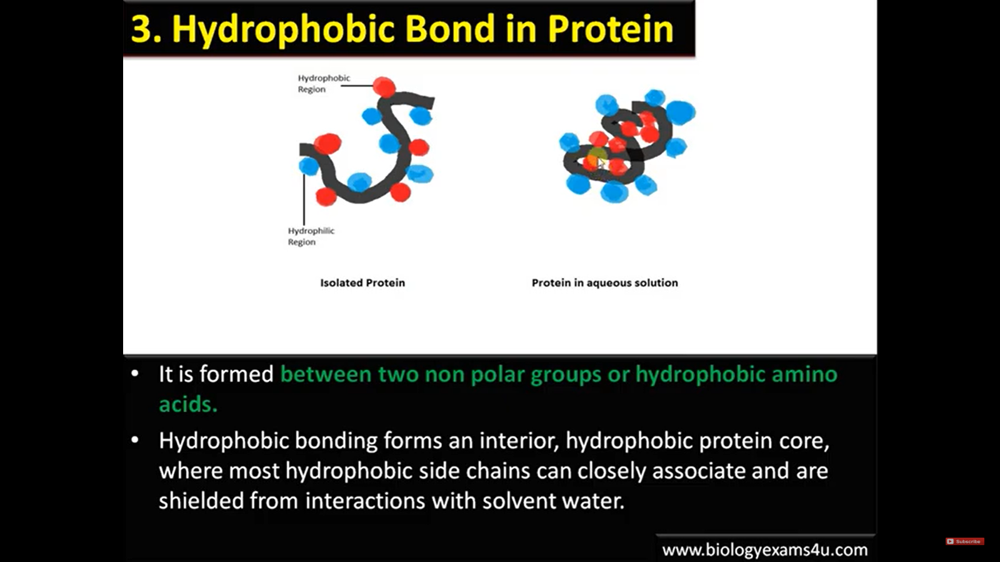 3. Hydrophobic Bond in Protein
Hydrophobic
Region
Hydrophilic
Region
Isolated Protein
Protein in aqueous solution
• It is formed between two non polar groups or hydrophobic amino
acids.
• Hydrophobic bonding forms an interior, hydrophobic protein core,
where most hydrophobic side chains can closely associate and are
shielded from interactions with solvent water.
www.biologyexams4u.com
Subscribe